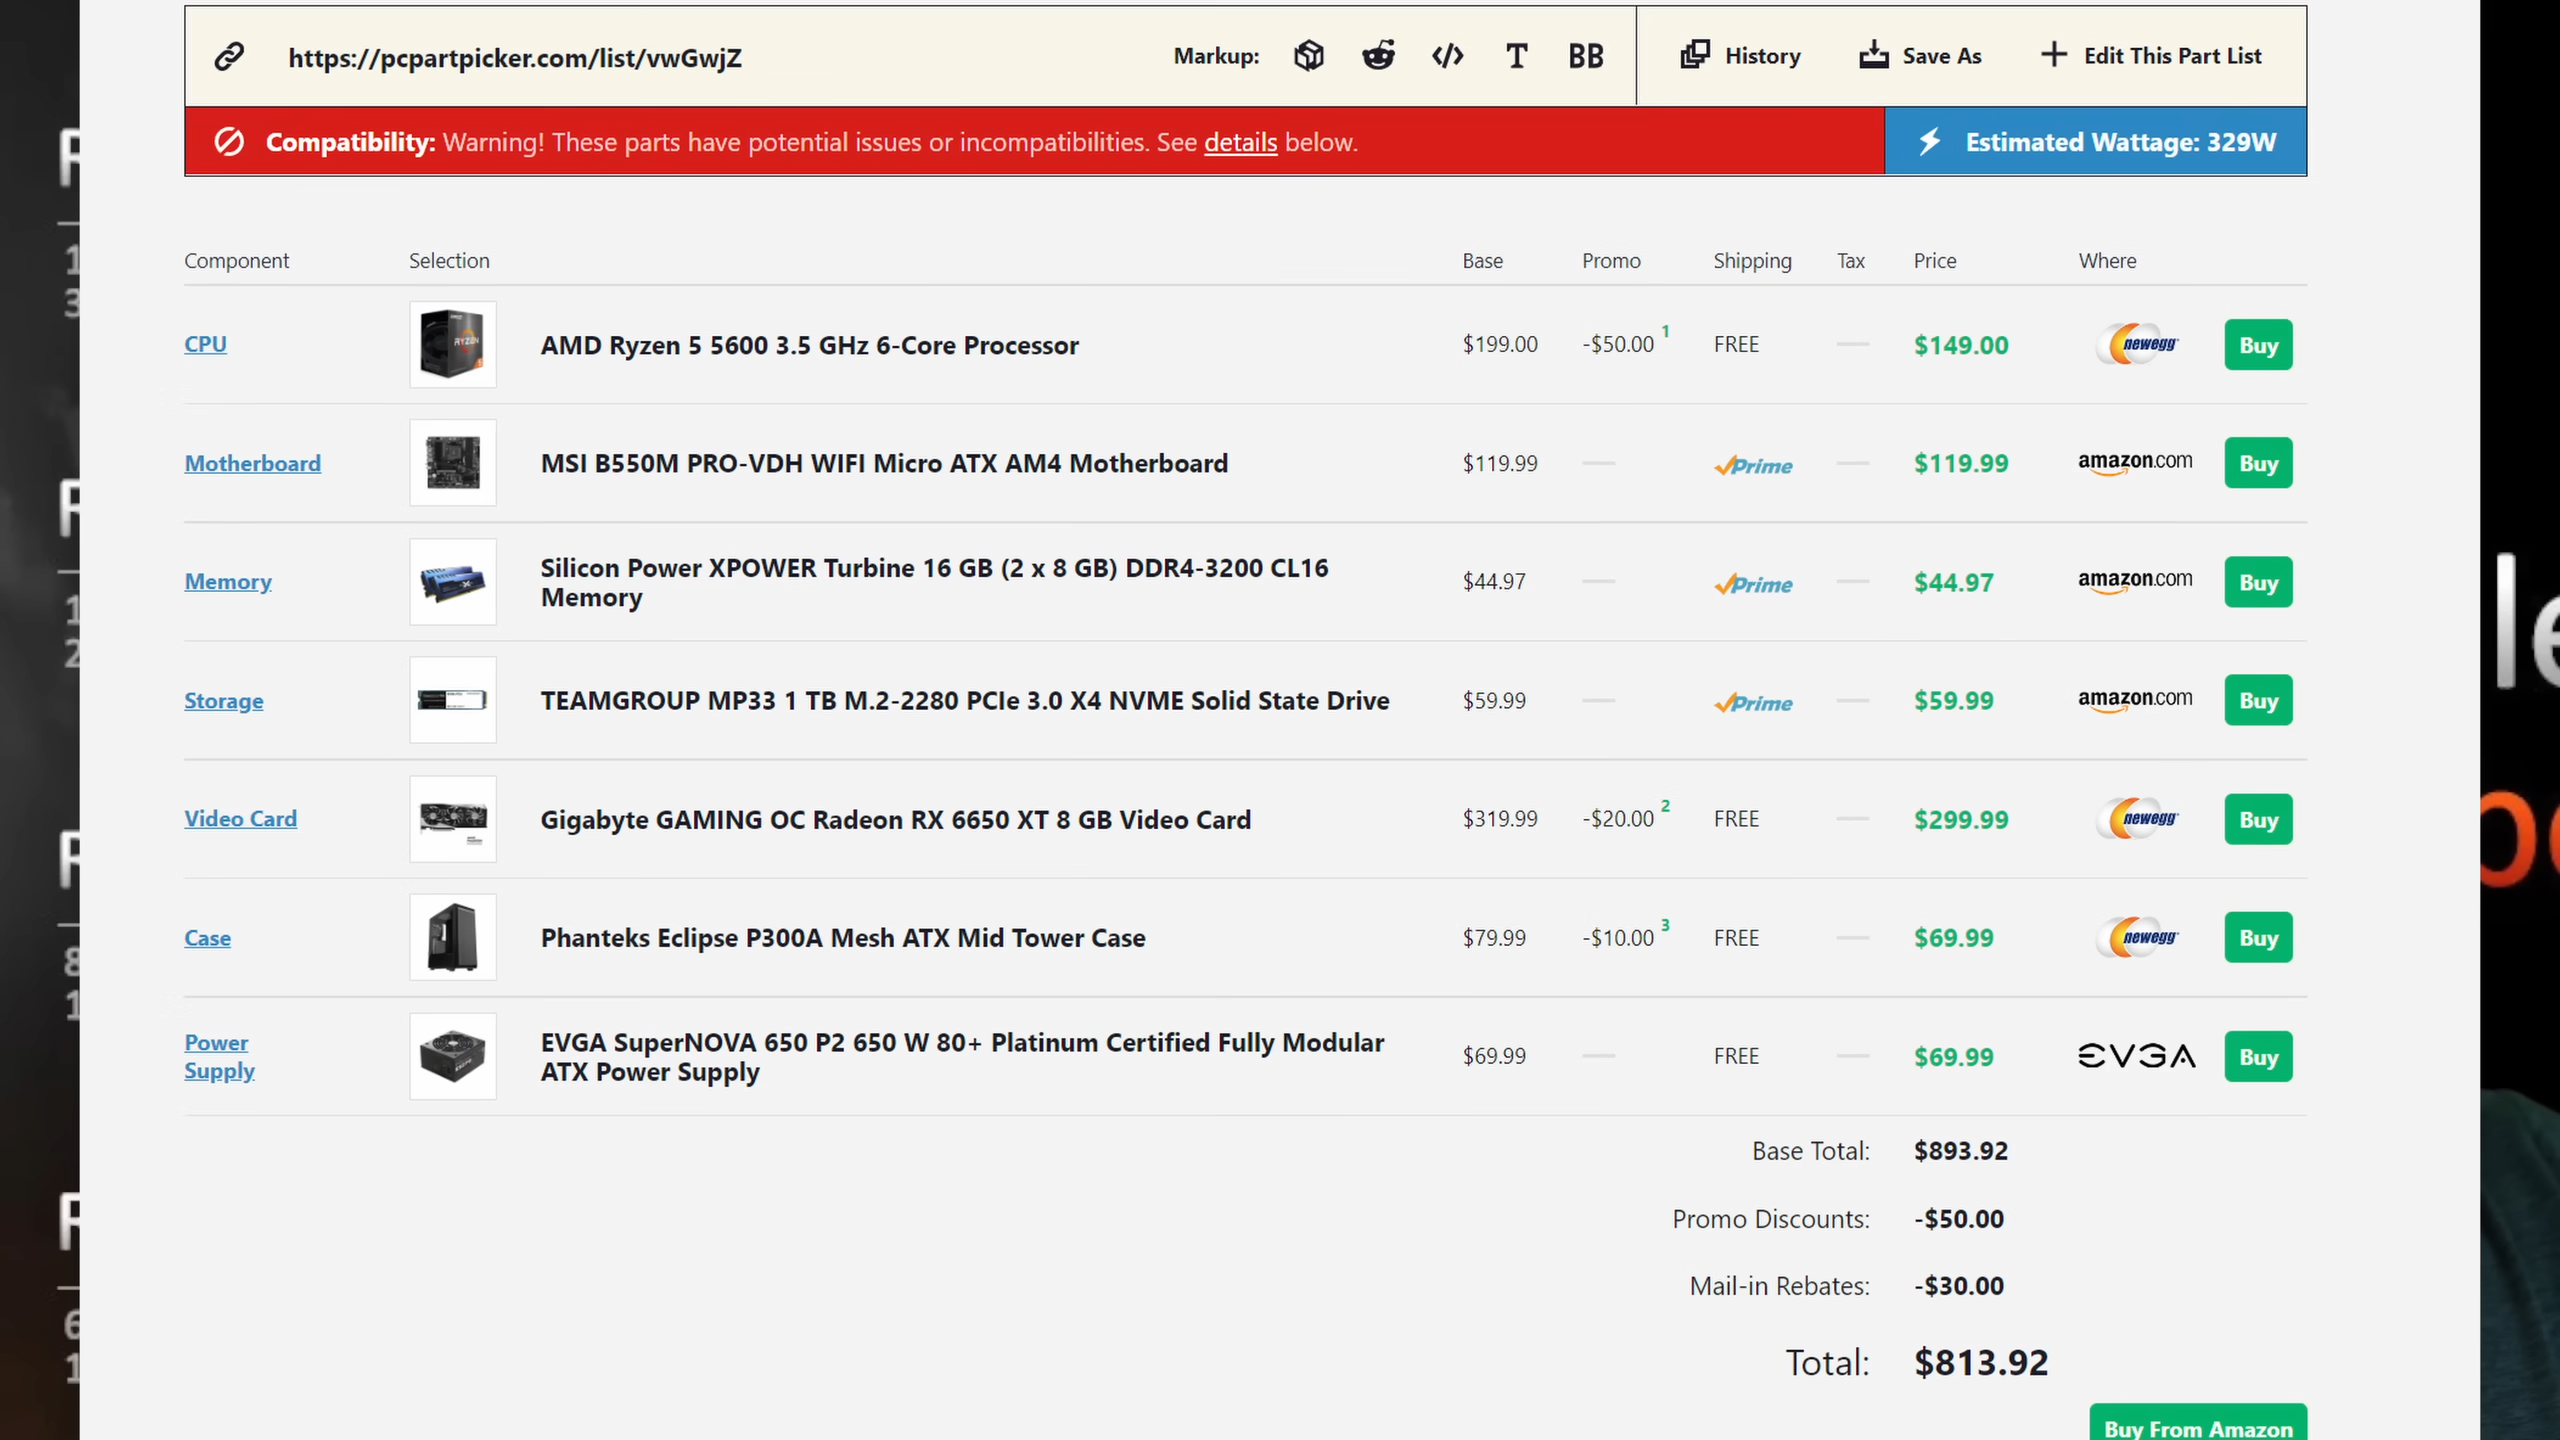 https://pcpartpicker.com/list/vwGwjZ
Markup: T BB History Save As Edit This Part List
Compatibility: Warning! These parts have potential issues or incompatibilities. See details below. Estimated Wattage: 329W
Component Selection Base Promo Shipping Tax Price Where
CPU AMD Ryzen 5 5600 3.5 GHz 6-Core Processor $199.00 -$50.00 1 FREE — $149.00 newegg Buy
Motherboard MSI B550M PRO-VDH WIFI Micro ATX AM4 Motherboard $119.99 — Prime — $119.99 amazon.com Buy
Memory Silicon Power XPOWER Turbine 16 GB (2 x 8 GB) DDR4-3200 CL16
Memory $44.97 — Prime — $44.97 amazon.com Buy
Storage TEAMGROUP MP33 1 TB M.2-2280 PCIe 3.0 X4 NVME Solid State Drive $59.99 — Prime — $59.99 amazon.com Buy
Video Card Gigabyte GAMING OC Radeon RX 6650 XT 8 GB Video Card $319.99 -$20.00 2 FREE — $299.99 newegg Buy
Case Phanteks Eclipse P300A Mesh ATX Mid Tower Case $79.99 -$10.00 3 FREE — $69.99 newegg Buy
Power EVGA SuperNOVA 650 P2 650 W 80+ Platinum Certified Fully Modular
Supply ATX Power Supply $69.99 — FREE — $69.99 EVGA Buy
Base Total: $893.92
Promo Discounts: -$50.00
Mail-in Rebates: -$30.00
Total: $813.92
Buy From Amazon